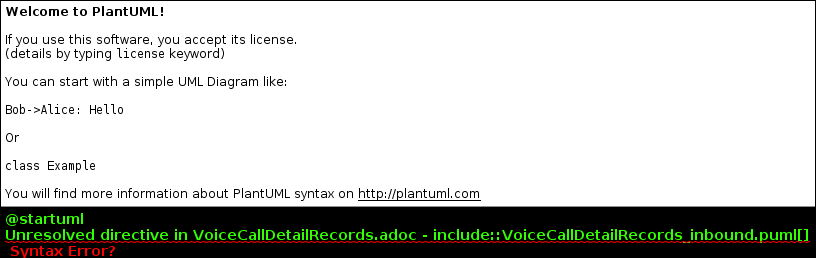 Welcome to PlantUML!
If you use this software, you accept its license.
(details by typing license keyword)
You can start with a simple UML Diagram like:
Bob->Alice: Hello
Or
class Example
You will find more information about PlantUML syntax on http://plantuml.com
@startuml
Unresolved directive in VoiceCallDetailRecords.adoc - include::VoiceCallDetailRecords_inbound.puml[]
Syntax Error?